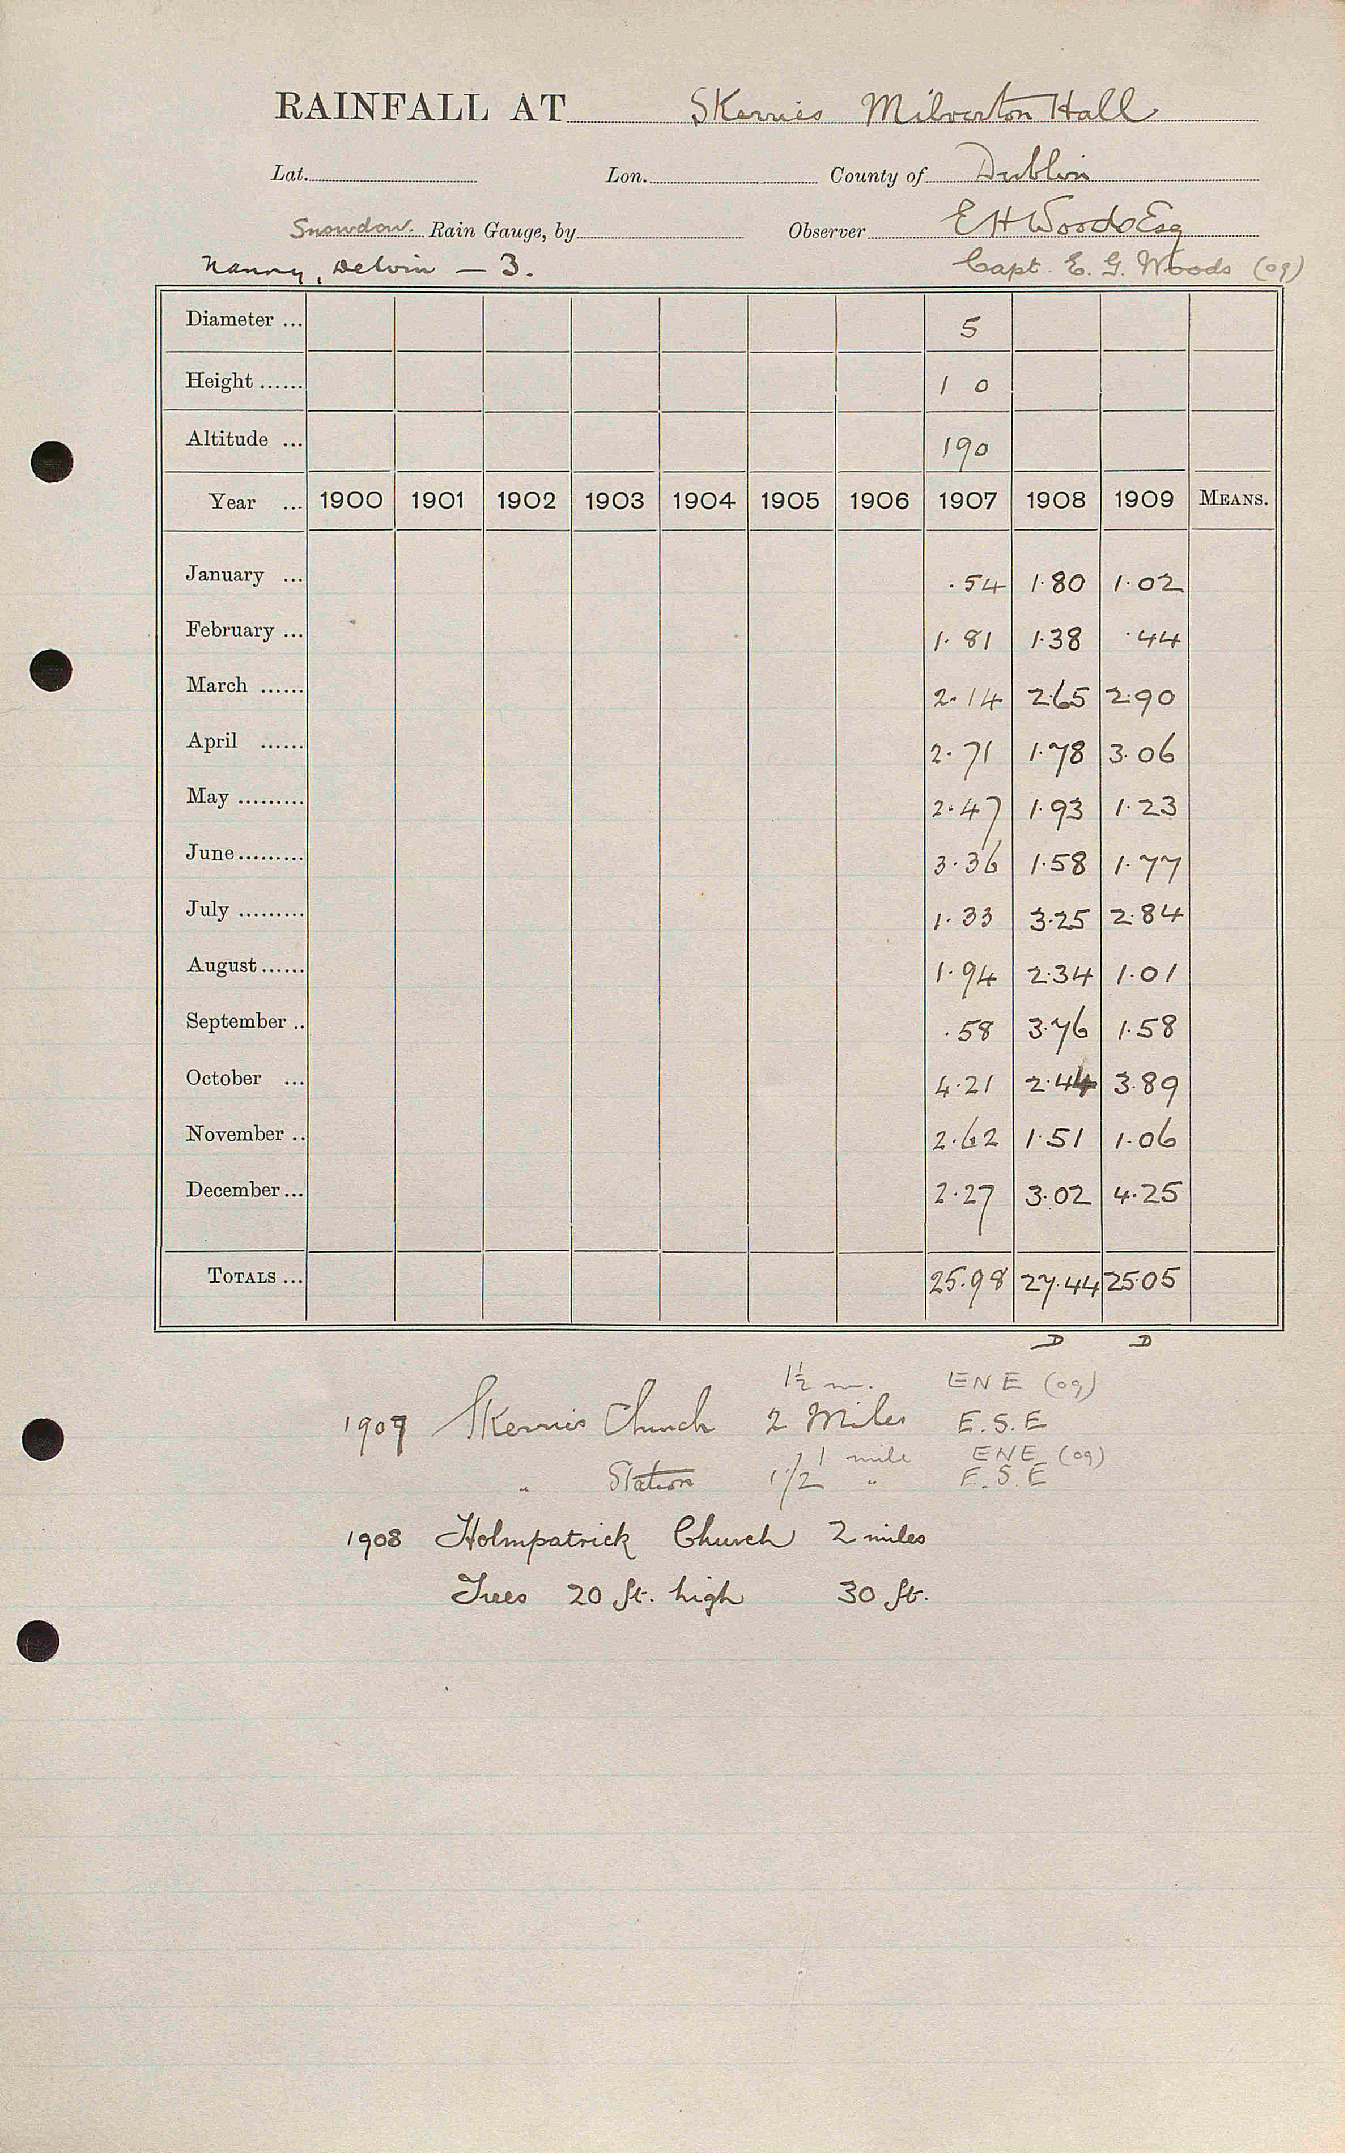 RAINFALL AT Skerries Milverton Hall
Lat. Lon. County of Dublin
Snowdon. Rain Gauge, by Observer E H Woods Esq
Nanny, Delvin — 3. Capt. E. G. Woods (09)
Diameter ... 5
Height ...... 1 0
Altitude ... 190
Year ... 1900 1901 1902 1903 1904 1905 1906 1907 1908 1909 MEANS.
January ... .54 1.80 1.02
February ... 1.81 1.38 .44
March ...... 2.14 2.65 2.90
April ...... 2.71 1.78 3.06
May ......... 2.47 1.93 1.23
June ......... 3.36 1.58 1.77
July ......... 1.33 3.25 2.84
August ...... 1.94 2.34 1.01
September .. .58 3.76 1.58
October ... 4.21 2.44 3.89
November .. 2.62 1.51 1.06
December ... 2.27 3.02 4.25
TOTALS ... 25.98 27.44 25.05
D D
1½ m. ENE (09)
1907 Skerries Church 2 Miles E.S.E
1 mile ENE (09)
" Station 1½ " E.S.E
1908 Holmpatrick Church 2 miles
Trees 20 ft. high 30 ft.